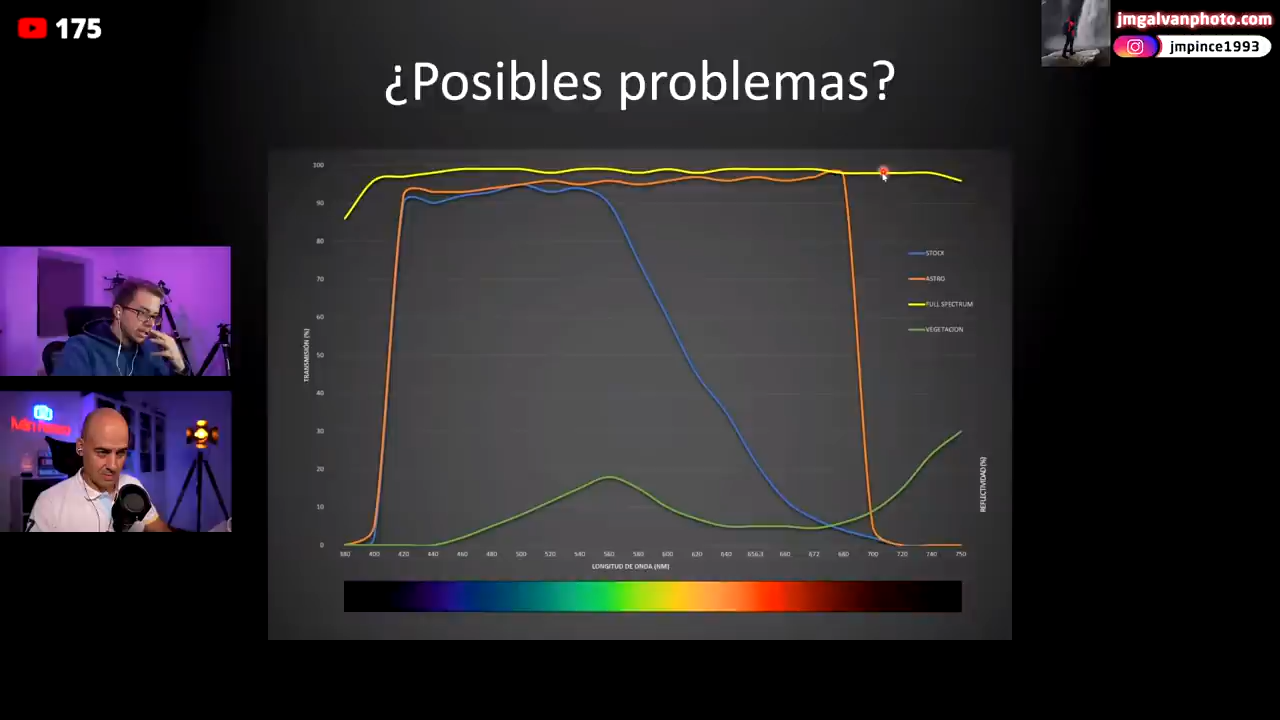 175
jmgalvanphoto.com
jmpince1993
¿Posibles problemas?
100
90
80
70
60
50
40
30
20
10
0
TRANSMISIÓN (%)
STOCK
ASTRO
FULL SPECTRUM
VEGETACION
REFLECTIVIDAD (%)
380 400 420 440 460 480 500 520 540 560 580 600 620 640 656,3 660 672 680 700 720 740 750
LONGITUD DE ONDA (NM)